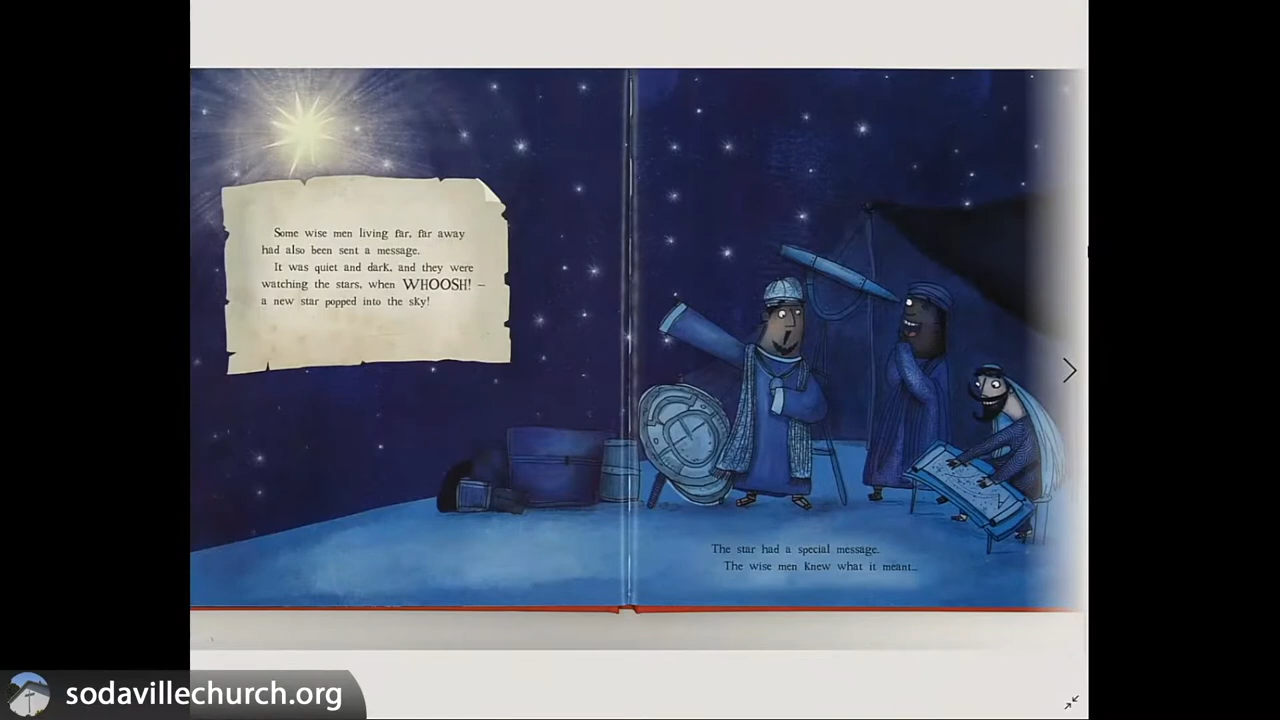 Some wise men living far, far away
had also been sent a message.
It was quiet and dark, and they were
watching the stars, when WHOOSH! –
a new star popped into the sky!
The star had a special message.
The wise men knew what it meant...
sodavillechurch.org